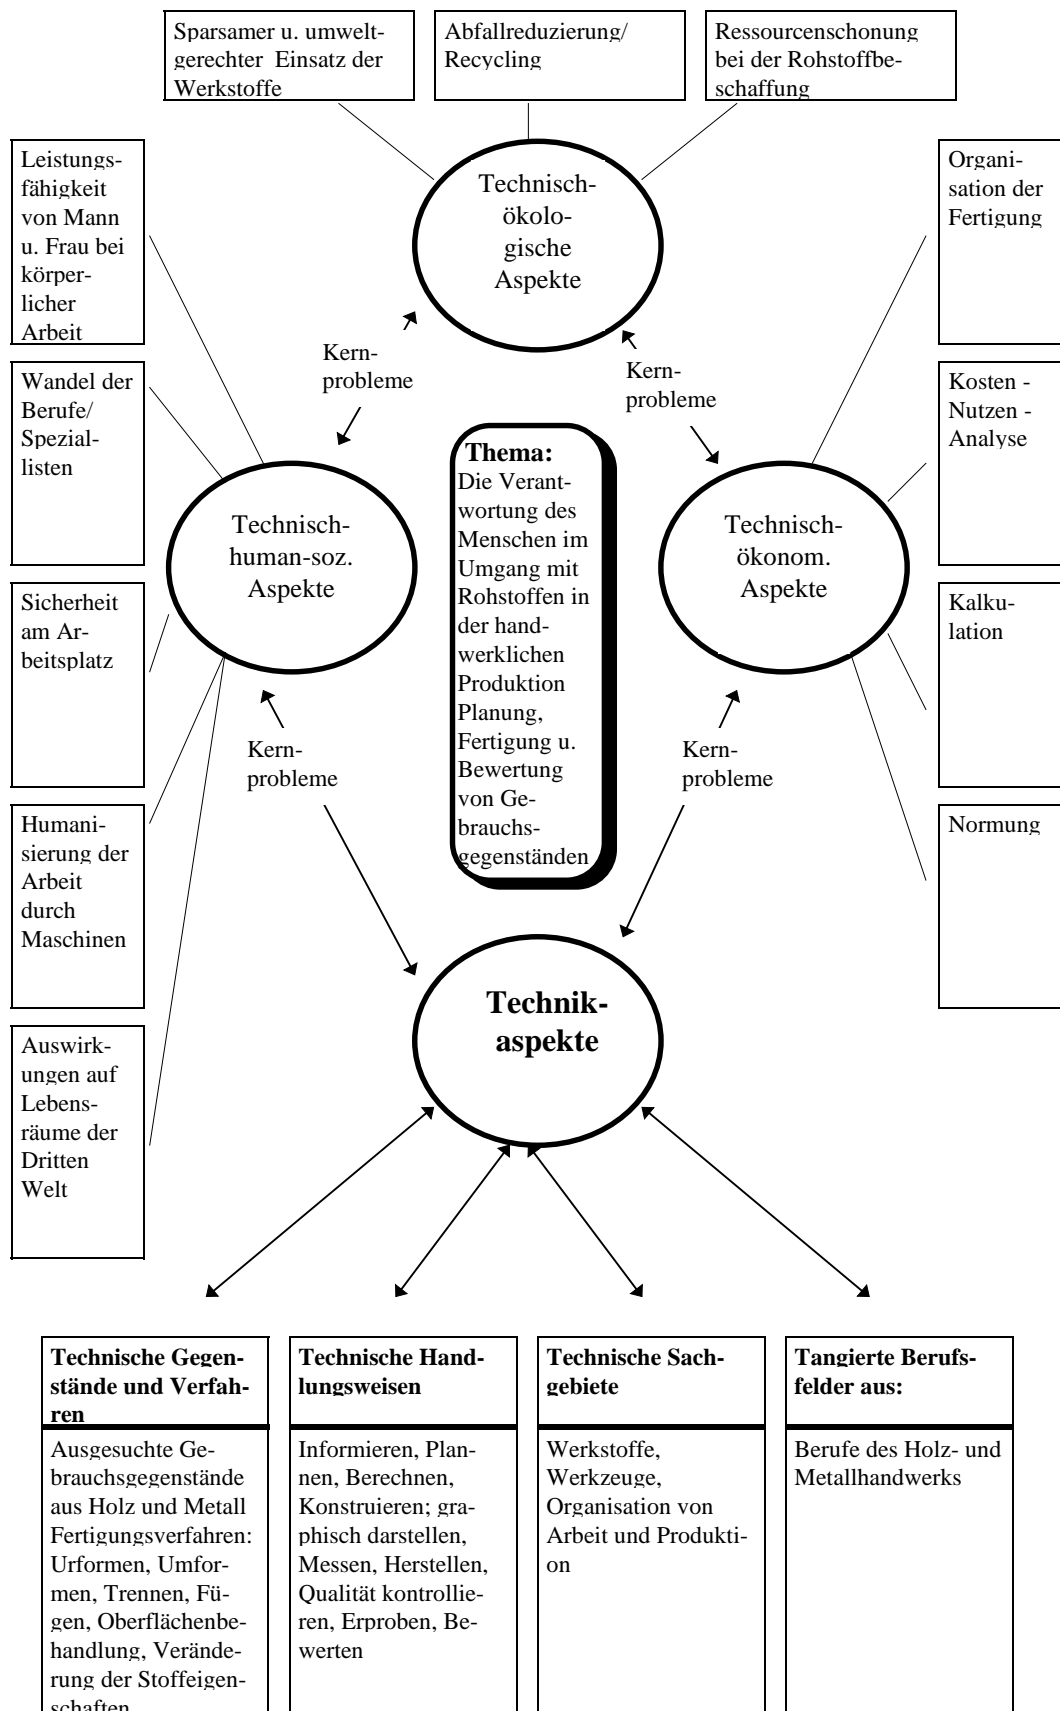 Sparsamer u. umwelt-
gerechter Einsatz der
Werkstoffe
Abfallreduzierung/
Recycling
Ressourcenschonung
bei der Rohstoffbe-
schaffung
Technisch-
ökolo-
gische
Aspekte
Leistungs-
fähigkeit
von Mann
u. Frau bei
körper-
licher
Arbeit
Wandel der
Berufe/
Spezial-
listen
Sicherheit
am Ar-
beitsplatz
Humani-
sierung der
Arbeit
durch
Maschinen
Auswirk-
ungen auf
Lebens-
räume der
Dritten
Welt
Kern-
probleme
Kern-
probleme
Technisch-
human-soz.
Aspekte
Thema:
Die Verant-
wortung des
Menschen im
Umgang mit
Rohstoffen in
der hand-
werklichen
Produktion
Planung,
Fertigung u.
Bewertung
von Ge-
brauchs-
gegenständen
Technisch-
ökonom.
Aspekte
Organi-
sation der
Fertigung
Kosten -
Nutzen -
Analyse
Kalku-
lation
Normung
Kern-
probleme
Kern-
probleme
Technik-
aspekte
Technische Gegen-
stände und Verfah-
ren
Ausgesuchte Ge-
brauchsgegenstände
aus Holz und Metall
Fertigungsverfahren:
Urformen, Umfor-
men, Trennen, Fü-
gen, Oberflächenbe-
handlung, Verände-
rung der Stoffeigen-
schaften
Technische Hand-
lungsweisen
Informieren, Plan-
nen, Berechnen,
Konstruieren; gra-
phisch darstellen,
Messen, Herstellen,
Qualität kontrollie-
ren, Erproben, Be-
werten
Technische Sach-
gebiete
Werkstoffe,
Werkzeuge,
Organisation von
Arbeit und Produkti-
on
Tangierte Berufs-
felder aus:
Berufe des Holz- und
Metallhandwerks